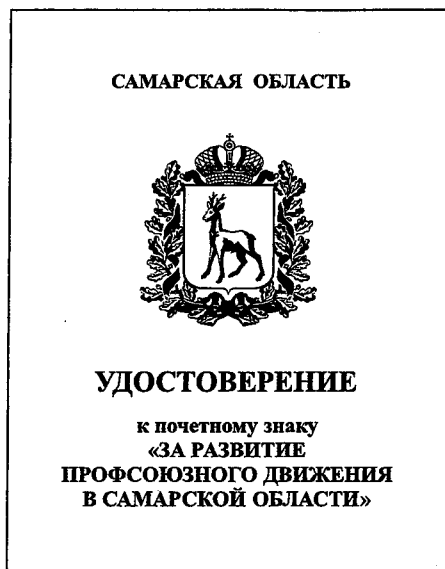 САМАРСКАЯ ОБЛАСТЬ
УДОСТОВЕРЕНИЕ
к почетному знаку
«ЗА РАЗВИТИЕ
ПРОФСОЮЗНОГО ДВИЖЕНИЯ
В САМАРСКОЙ ОБЛАСТИ»